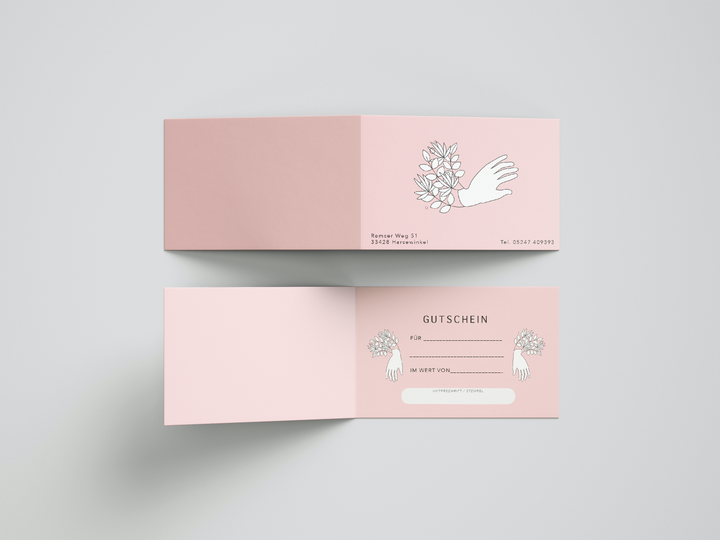 Remser Weg 51
33428 Harsewinkel
Tel. 05247 409393
GUTSCHEIN
FÜR
IM WERT VON
UNTERSCHRIFT / STEMPEL